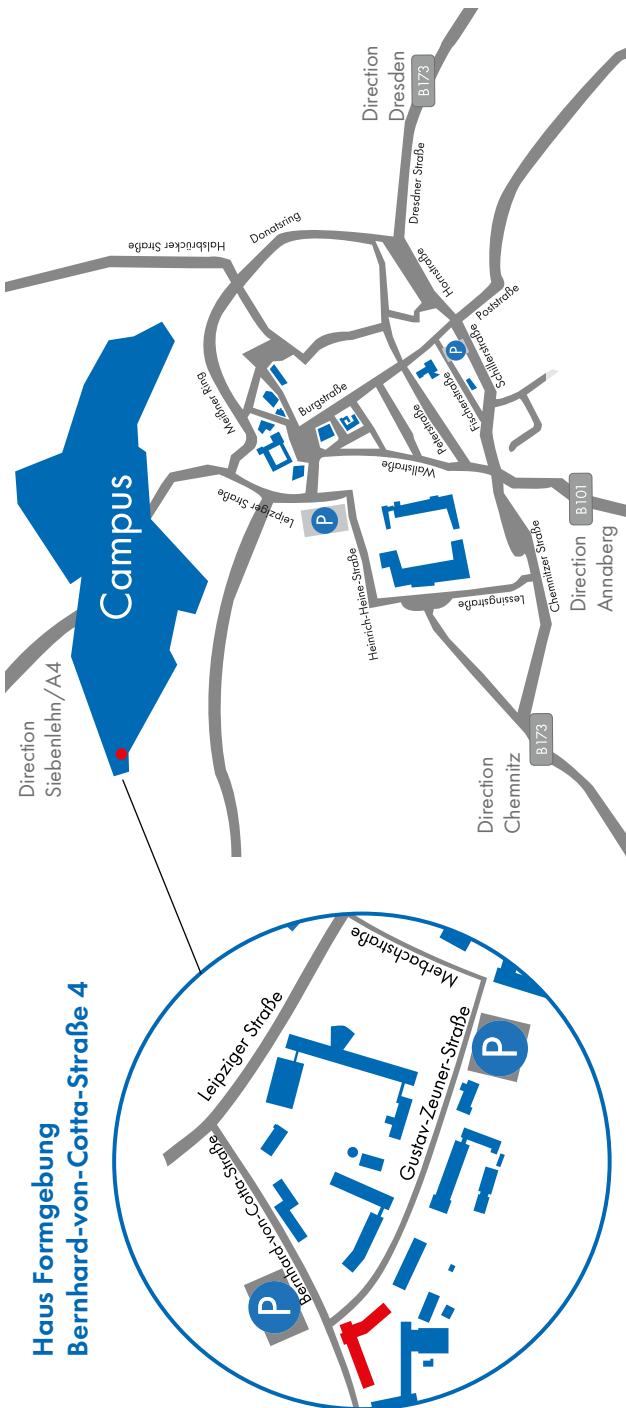 Haus Formgebung
Bernhard-von-Cotta-Straße 4
Direction
Siebenlehn/A4
Campus
Halsbrücker Straße
Donatsring
Meißner Ring
Leipziger Straße
P
Burgstraße
Direction
Dresden
B173
Dresdner Straße
Hornstraße
Poststraße
Schillerstraße
P
Fischerstraße
Peterstraße
Wallstraße
Heinrich-Heine-Straße
Lessingstraße
Chemnitzer Straße
B101
Direction
Annaberg
B173
Direction
Chemnitz
Leipziger Straße
Merbachstraße
Gustav-Zeuner-Straße
P
Bernhard-von-Cotta-Straße
P